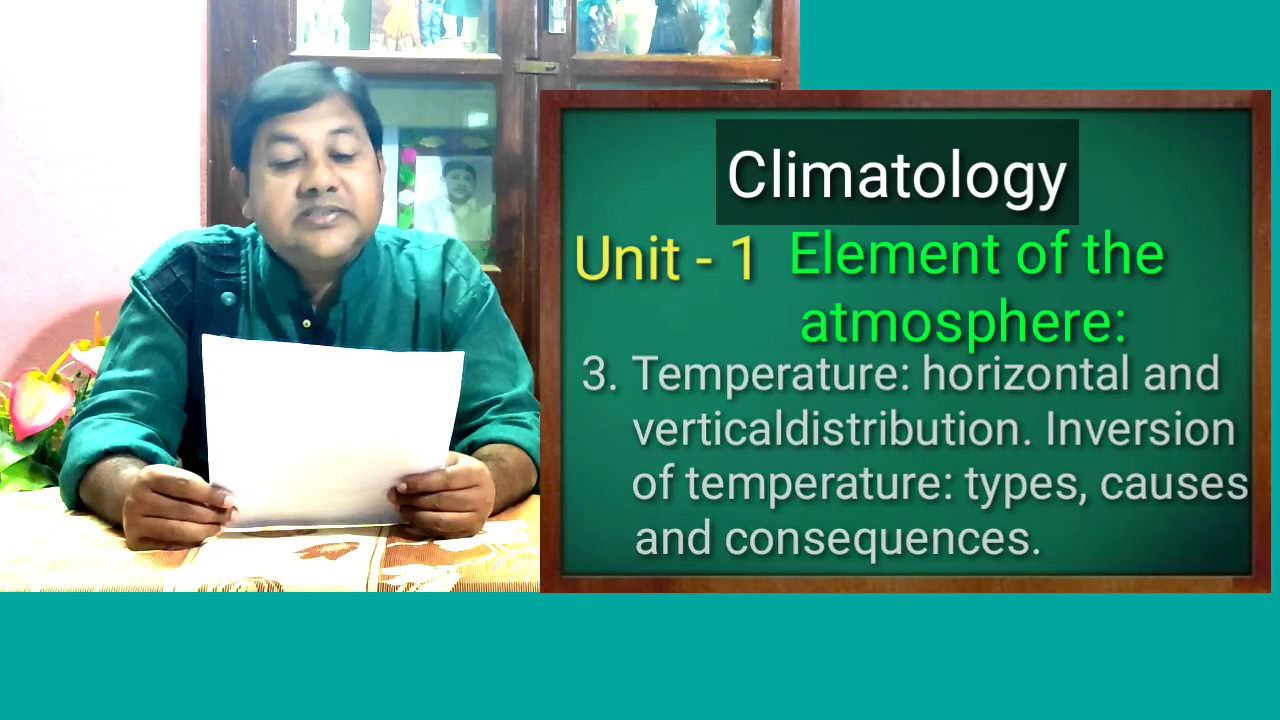 Climatology
Unit - 1 Element of the
atmosphere:
3. Temperature: horizontal and
verticaldistribution. Inversion
of temperature: types, causes
and consequences.